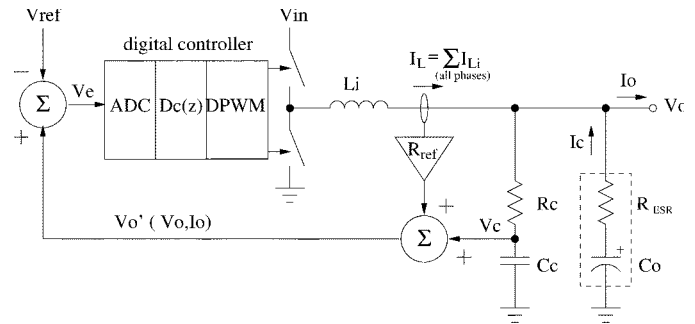 Vref
Vin
digital controller
I_L = ∑ I_Li
(all phases)
−
Σ
+
Ve
ADC
Dc(z)
DPWM
Li
Io
Vo
Ic
R_ref
Rc
R_ESR
+
Vo' (Vo,Io)
Σ
+
+
Vc
Cc
+
Co